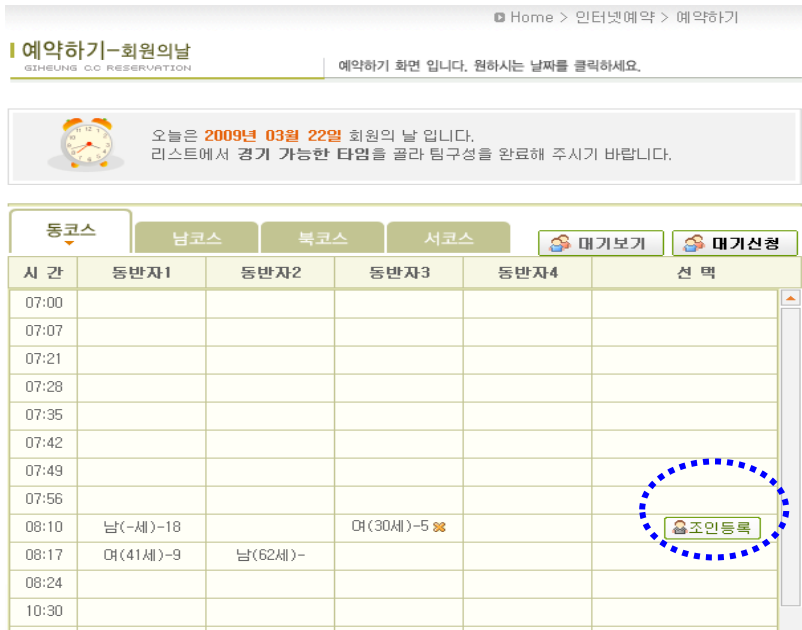 Home > 인터넷예약 > 예약하기
예약하기-회원의날
GIHEUNG C.C RESERVATION
예약하기 화면 입니다. 원하시는 날짜를 클릭하세요.
오늘은 2009년 03월 22일 회원의 날 입니다.
리스트에서 경기 가능한 타임을 골라 팀구성을 완료해 주시기 바랍니다.
동코스 남코스 북코스 서코스 대기보기 대기신청
시 간 동반자1 동반자2 동반자3 동반자4 선 택
07:00
07:07
07:21
07:28
07:35
07:42
07:49
07:56
08:10 남(-세)-18 여(30세)-5 조인등록
08:17 여(41세)-9 남(62세)-
08:24
10:30